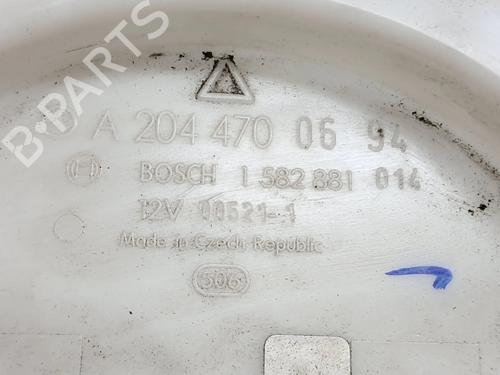 B-PARTS
A 204 470 06 94
BOSCH 1 582 881 014
12V 00521-1
Made in Czech Republic
506